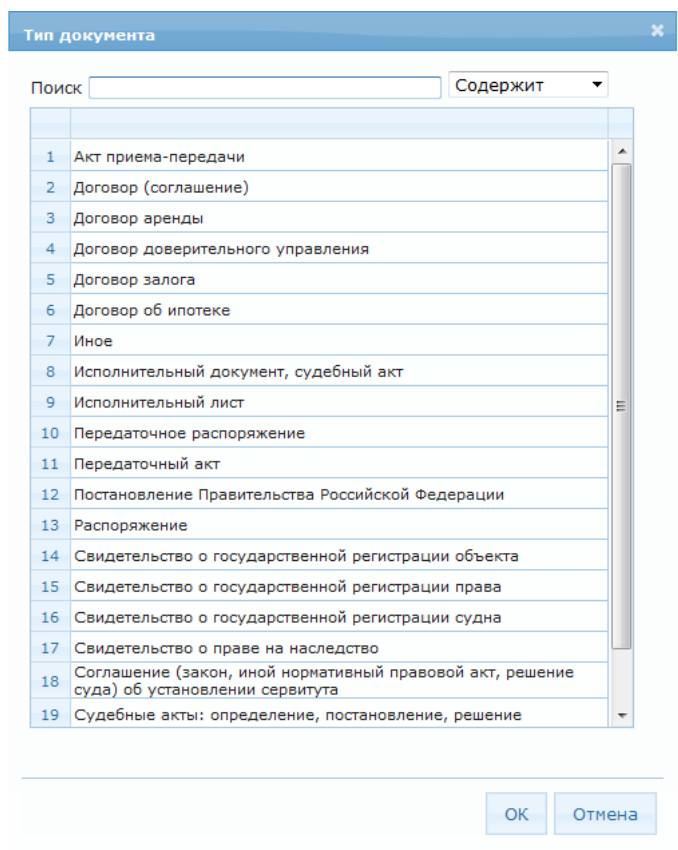 Тип документа
Поиск Содержит
1 Акт приема-передачи
2 Договор (соглашение)
3 Договор аренды
4 Договор доверительного управления
5 Договор залога
6 Договор об ипотеке
7 Иное
8 Исполнительный документ, судебный акт
9 Исполнительный лист
10 Передаточное распоряжение
11 Передаточный акт
12 Постановление Правительства Российской Федерации
13 Распоряжение
14 Свидетельство о государственной регистрации объекта
15 Свидетельство о государственной регистрации права
16 Свидетельство о государственной регистрации судна
17 Свидетельство о праве на наследство
18 Соглашение (закон, иной нормативный правовой акт, решение
суда) об установлении сервитута
19 Судебные акты: определение, постановление, решение
ОК Отмена